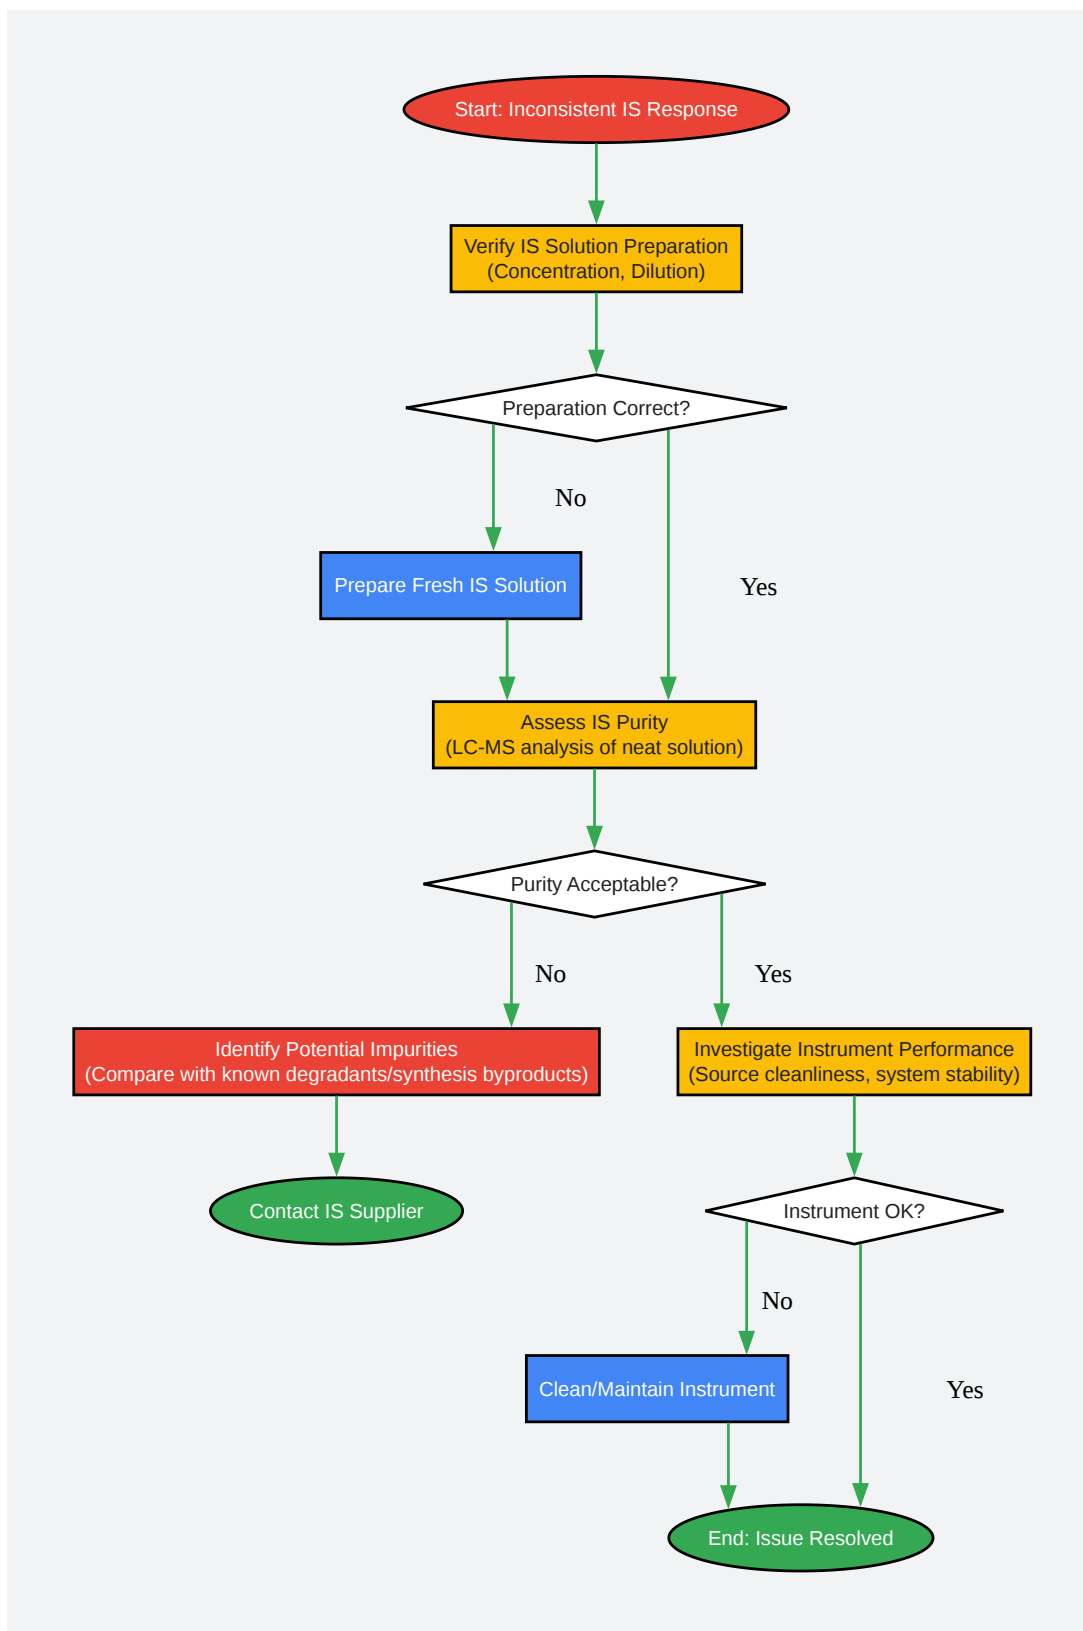 Start: Inconsistent IS Response
Verify IS Solution Preparation
(Concentration, Dilution)
Preparation Correct?
No
Prepare Fresh IS Solution
Yes
Assess IS Purity
(LC-MS analysis of neat solution)
Purity Acceptable?
No
Yes
Identify Potential Impurities
(Compare with known degradants/synthesis byproducts)
Investigate Instrument Performance
(Source cleanliness, system stability)
Contact IS Supplier
Instrument OK?
No
Clean/Maintain Instrument
Yes
End: Issue Resolved